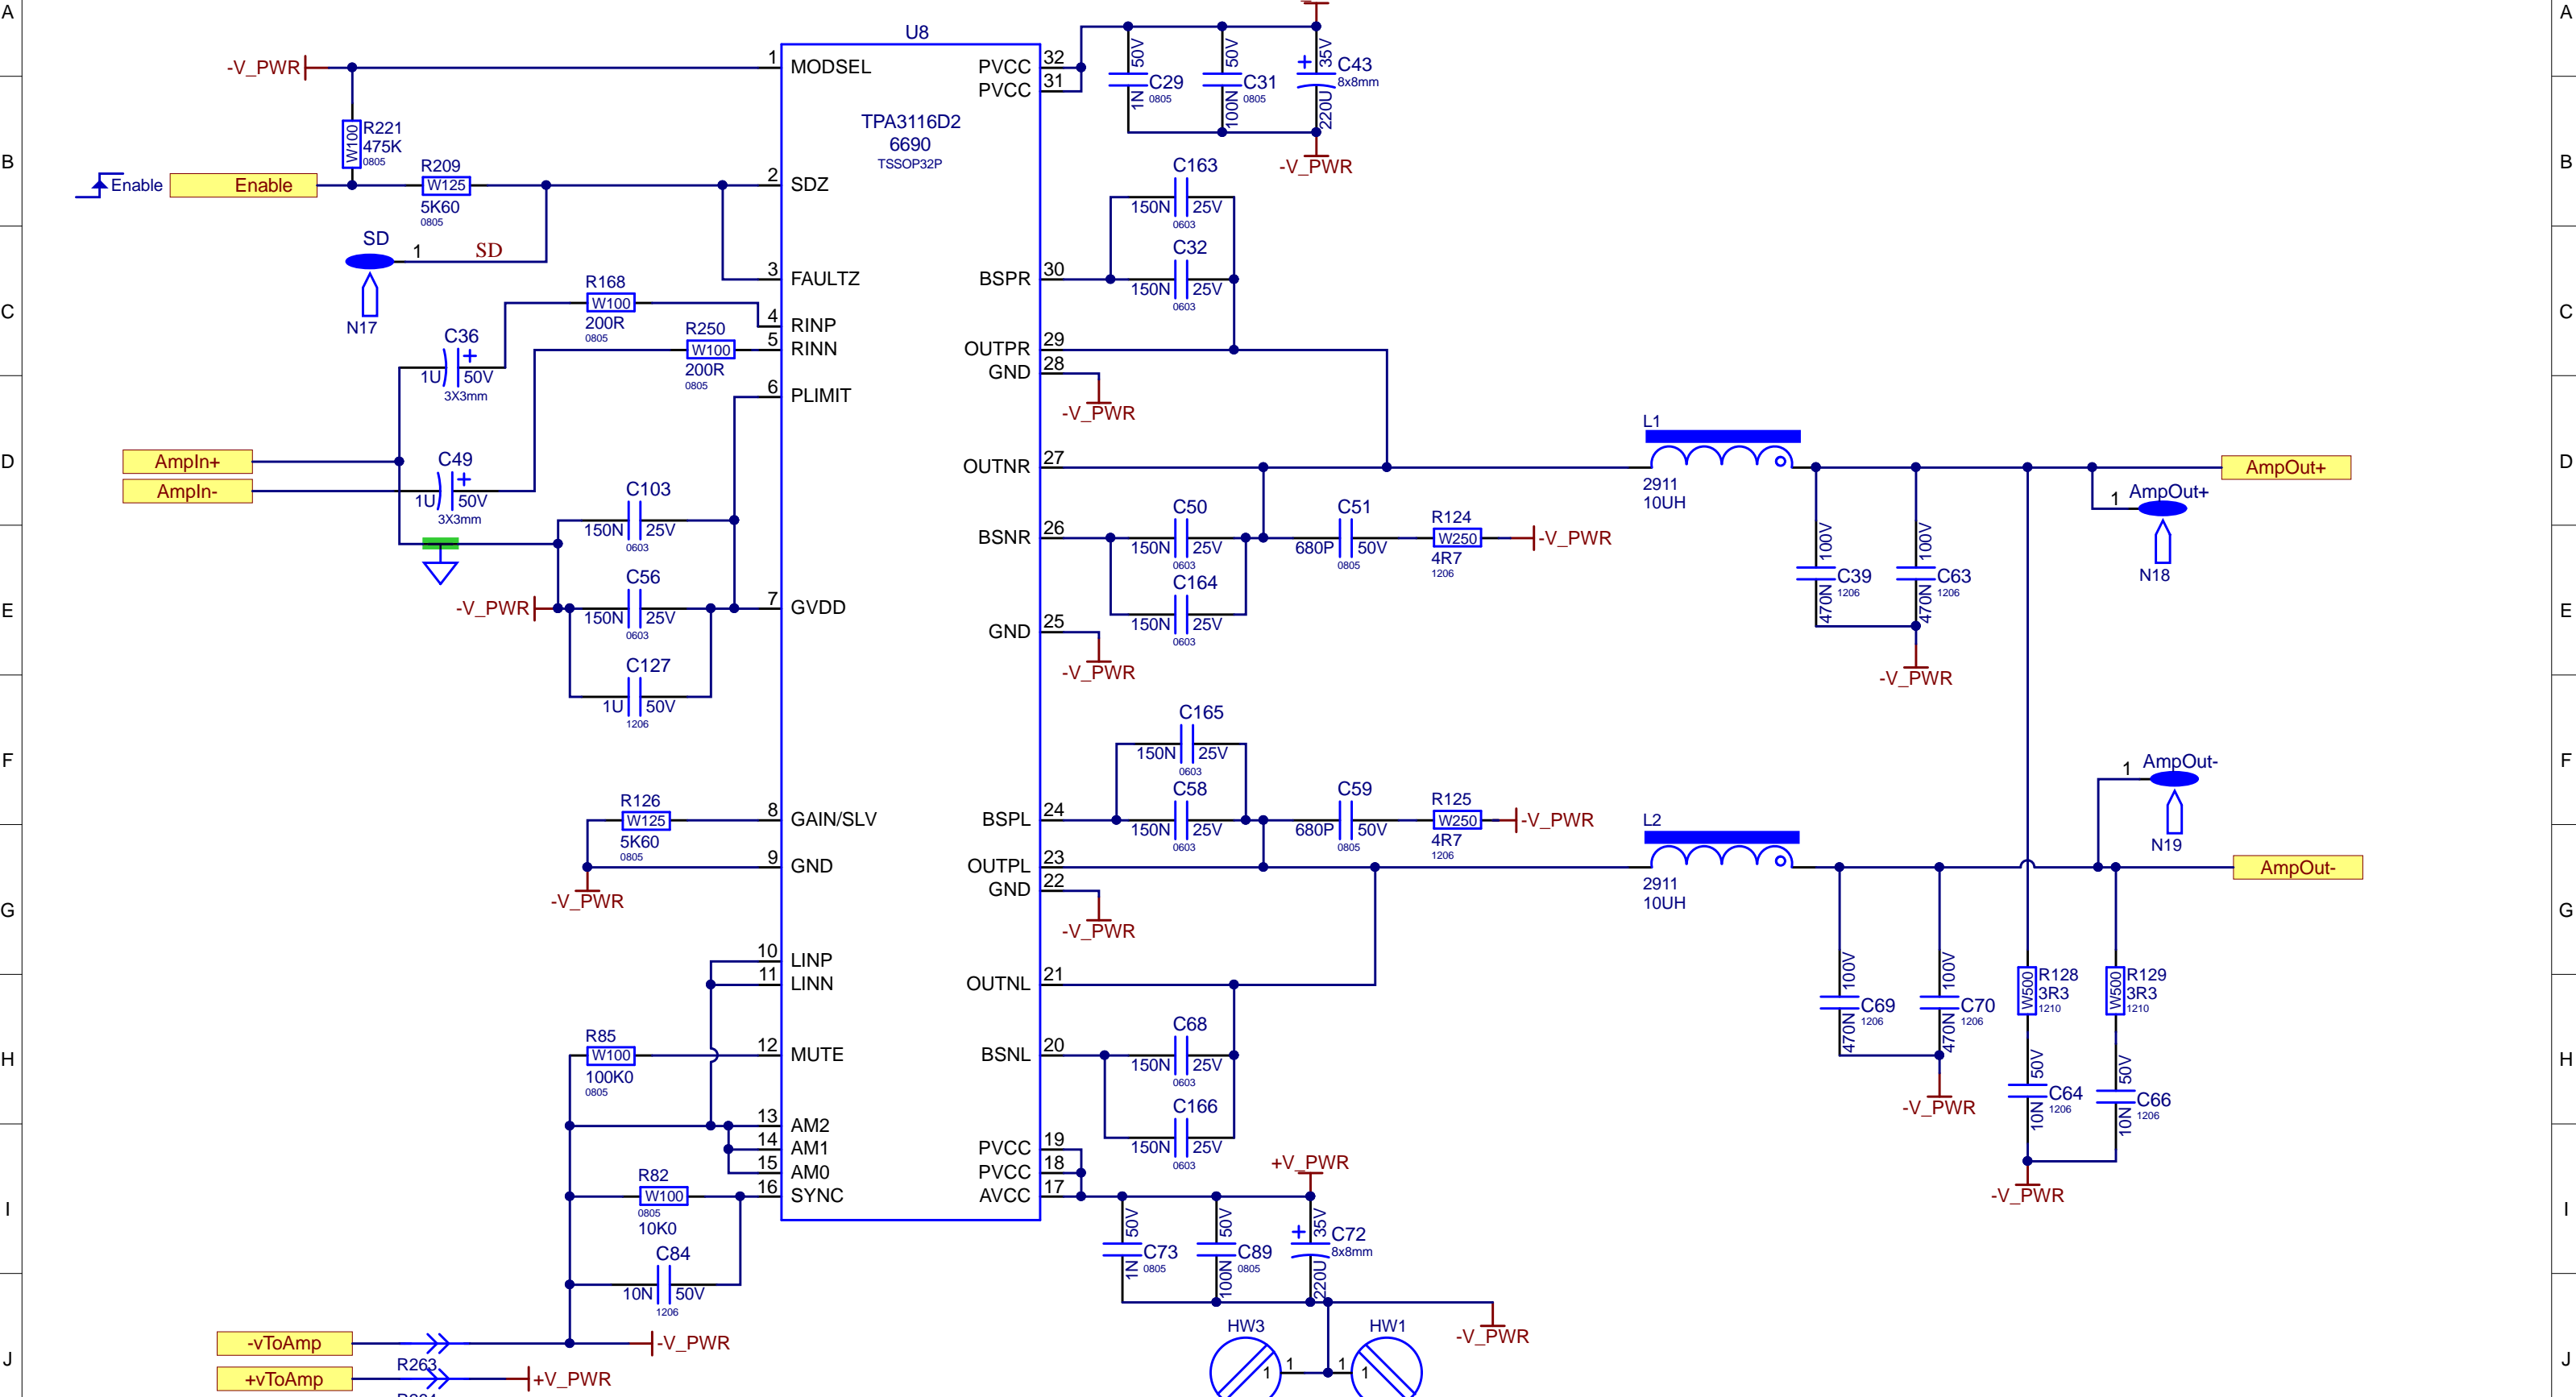 A
A
U8
-V_PWR
1
MODSEL
PVCC
32
PVCC
31
50V
C29
0805
1N
50V
C31
0805
100N
+
35V
C43
8x8mm
220U
-V_PWR
TPA3116D2
6690
TSSOP32P
W100
R221
475K
0805
B
B
Enable
Enable
R209
W125
5K60
0805
2
SDZ
C163
150N
25V
0603
SD
1
SD
N17
3
FAULTZ
C32
BSPR
30
150N
25V
0603
C
C
R168
W100
200R
0805
4
RINP
R250
W100
200R
0805
5
RINN
OUTPR
29
GND
28
-V_PWR
C36
+
1U
50V
3X3mm
6
PLIMIT
D
D
AmpIn+
AmpIn-
C49
+
1U
50V
3X3mm
OUTNR
27
L1
2911
10UH
AmpOut+
1
AmpOut+
N18
C103
150N
25V
0603
BSNR
26
C50
150N
25V
0603
C51
680P
50V
0805
R124
W250
4R7
1206
-V_PWR
C164
150N
25V
0603
100V
C39
1206
470N
100V
C63
1206
470N
-V_PWR
E
E
C56
-V_PWR
150N
25V
0603
7
GVDD
GND
25
-V_PWR
C127
1U
50V
1206
F
F
C165
150N
25V
0603
C58
BSPL
24
150N
25V
0603
C59
680P
50V
0805
R125
W250
4R7
1206
-V_PWR
1
AmpOut-
N19
R126
W125
5K60
0805
8
GAIN/SLV
9
GND
-V_PWR
OUTPL
23
GND
22
-V_PWR
L2
2911
10UH
AmpOut-
G
G
10
LINP
11
LINN
OUTNL
21
100V
C69
1206
470N
100V
C70
1206
470N
-V_PWR
W500
R128
3R3
1210
W500
R129
3R3
1210
50V
C64
1206
10N
50V
C66
1206
10N
-V_PWR
H
H
R85
W100
100K0
0805
12
MUTE
BSNL
20
C68
150N
25V
0603
C166
150N
25V
0603
13
AM2
14
AM1
15
AM0
16
SYNC
PVCC
19
PVCC
18
AVCC
17
+V_PWR
I
I
R82
W100
0805
10K0
C84
10N
50V
1206
50V
C73
0805
1N
50V
C89
0805
100N
+
35V
C72
8x8mm
220U
-V_PWR
J
J
-vToAmp
-V_PWR
R263
+vToAmp
+V_PWR
HW3
1
1
HW1
1
1